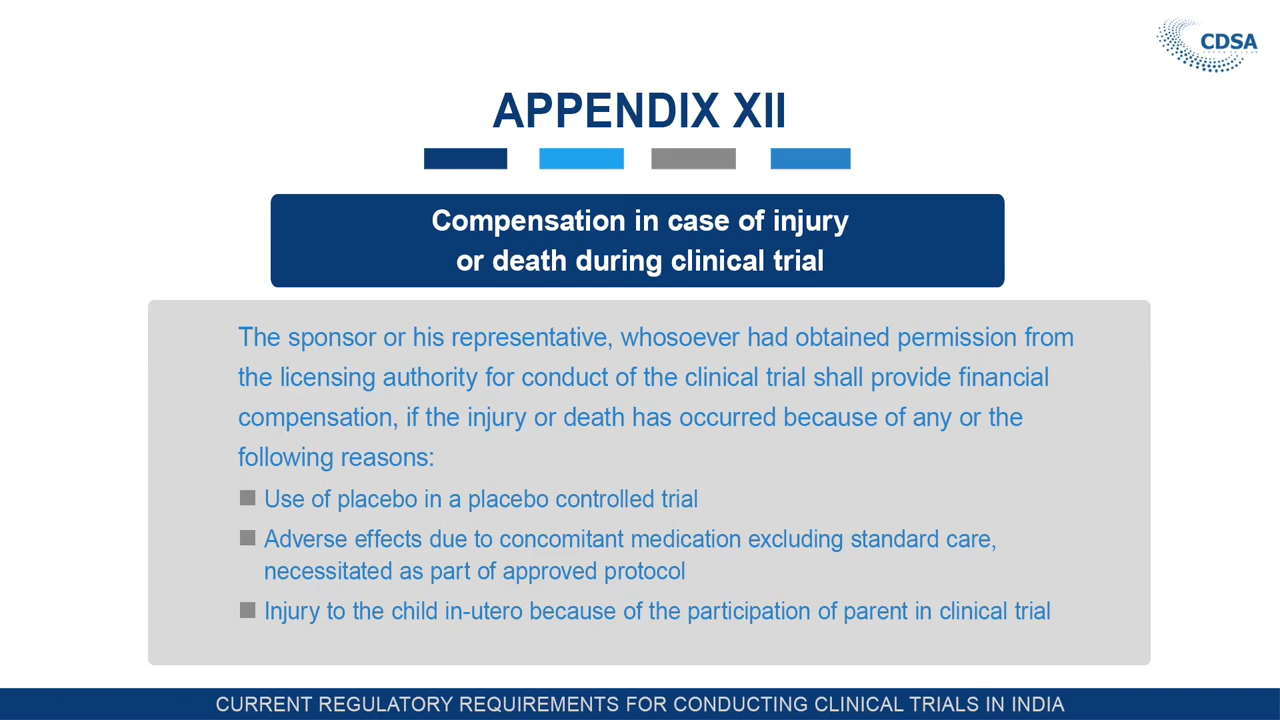 CDSA
APPENDIX XII
Compensation in case of injury
or death during clinical trial
The sponsor or his representative, whosoever had obtained permission from
the licensing authority for conduct of the clinical trial shall provide financial
compensation, if the injury or death has occurred because of any or the
following reasons:
Use of placebo in a placebo controlled trial
Adverse effects due to concomitant medication excluding standard care,
necessitated as part of approved protocol
Injury to the child in-utero because of the participation of parent in clinical trial
CURRENT REGULATORY REQUIREMENTS FOR CONDUCTING CLINICAL TRIALS IN INDIA